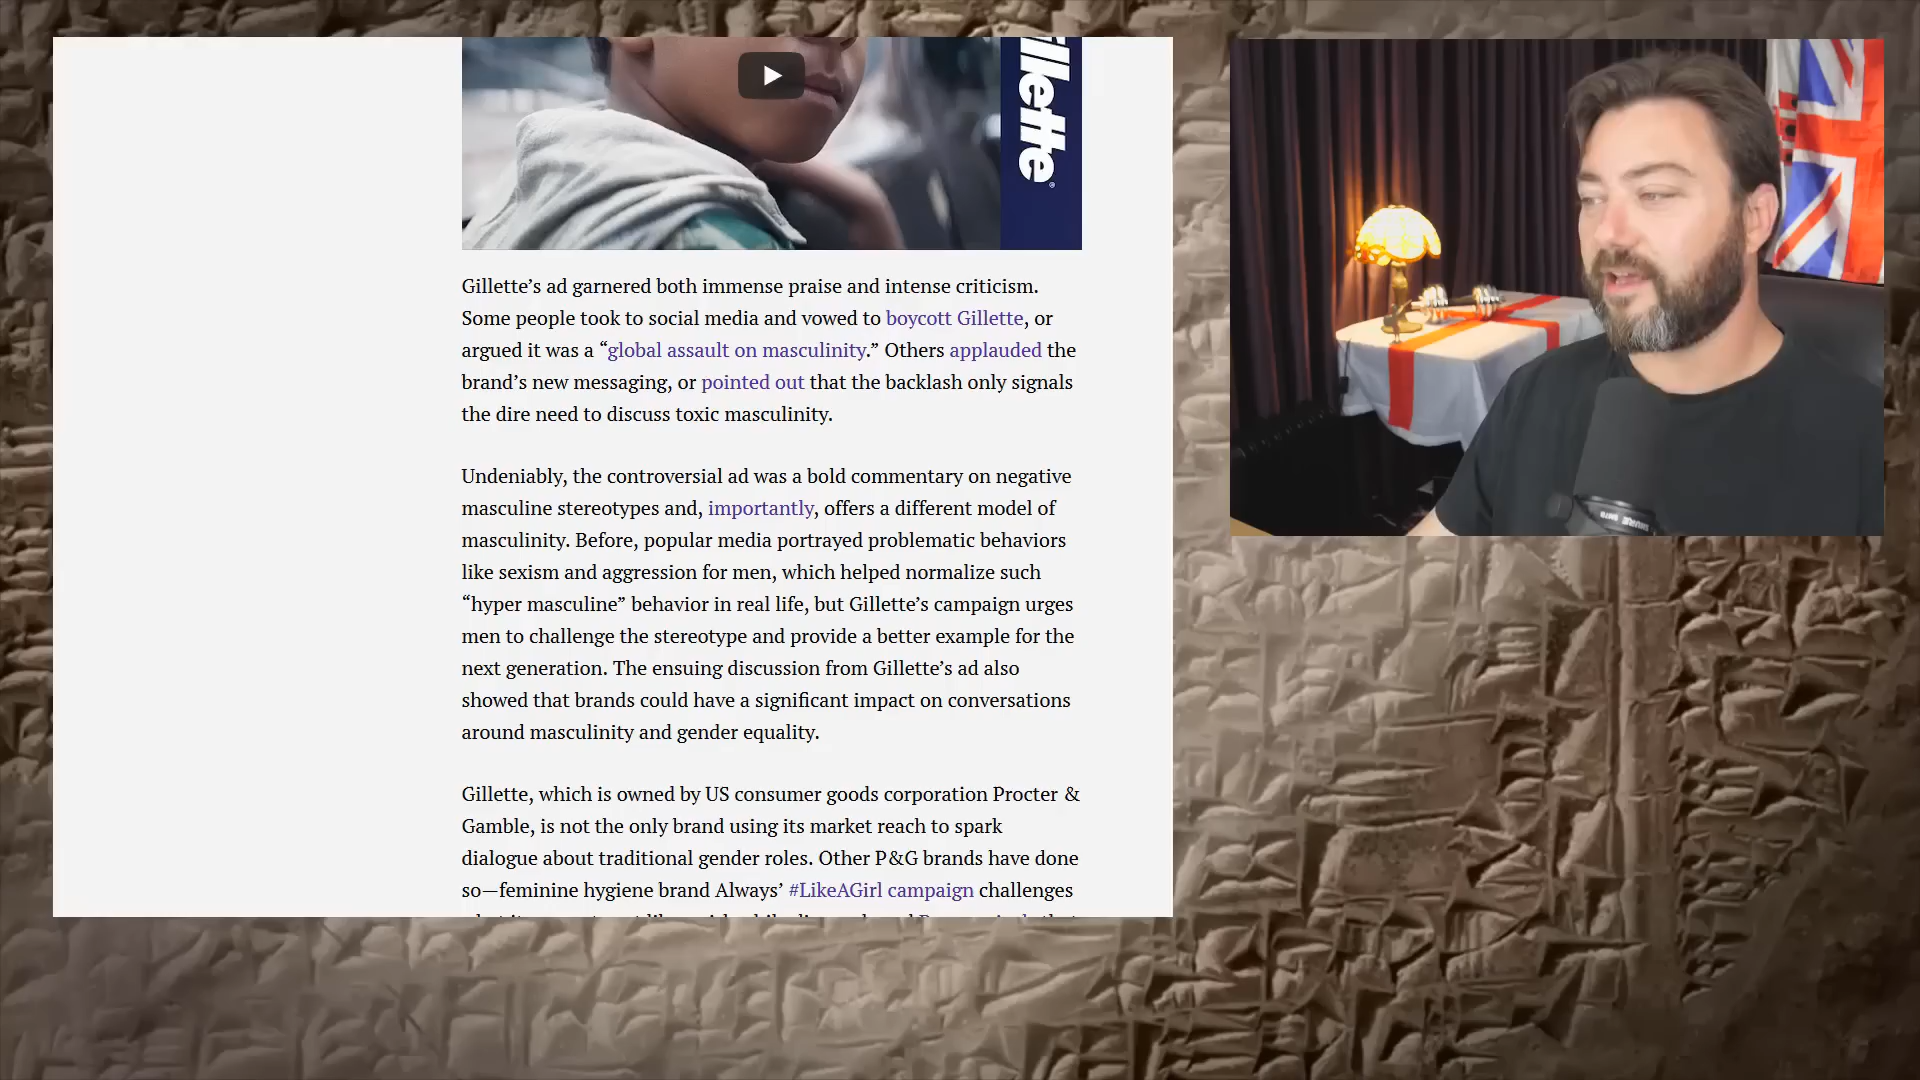 Gillette
Gillette’s ad garnered both immense praise and intense criticism.
Some people took to social media and vowed to boycott Gillette, or
argued it was a “global assault on masculinity.” Others applauded the
brand’s new messaging, or pointed out that the backlash only signals
the dire need to discuss toxic masculinity.
Undeniably, the controversial ad was a bold commentary on negative
masculine stereotypes and, importantly, offers a different model of
masculinity. Before, popular media portrayed problematic behaviors
like sexism and aggression for men, which helped normalize such
“hyper masculine” behavior in real life, but Gillette’s campaign urges
men to challenge the stereotype and provide a better example for the
next generation. The ensuing discussion from Gillette’s ad also
showed that brands could have a significant impact on conversations
around masculinity and gender equality.
Gillette, which is owned by US consumer goods corporation Procter &
Gamble, is not the only brand using its market reach to spark
dialogue about traditional gender roles. Other P&G brands have done
so—feminine hygiene brand Always’ #LikeAGirl campaign challenges